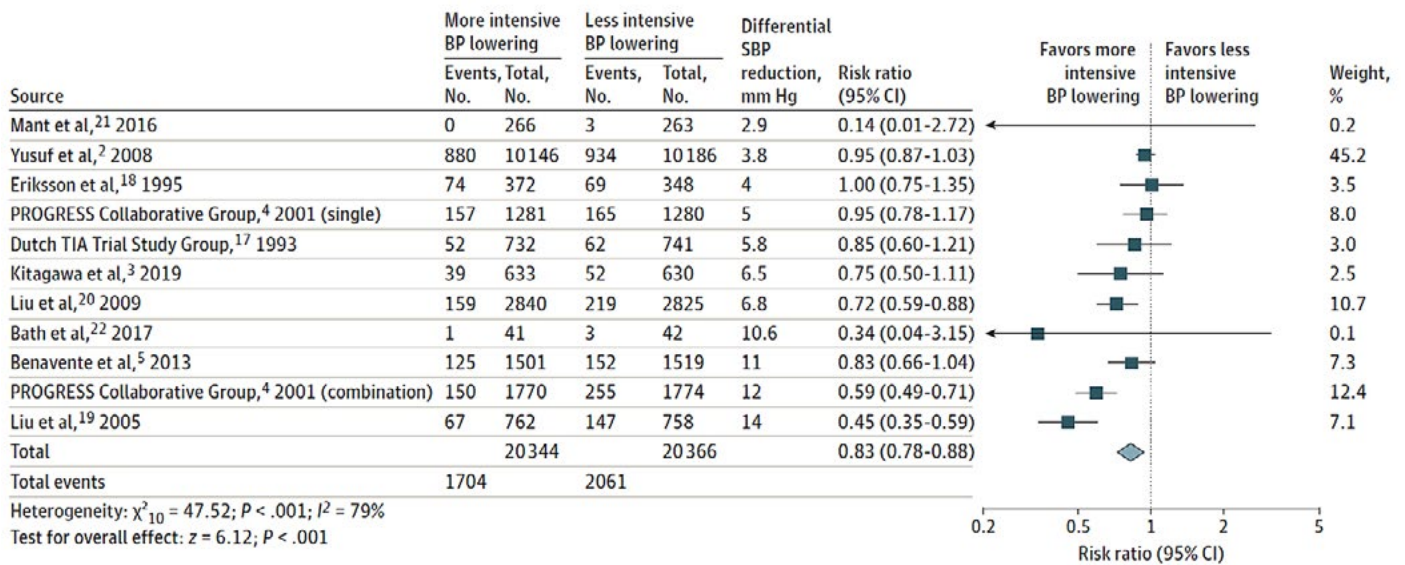 More intensive BP lowering Less intensive BP lowering Differential SBP reduction, mm Hg Favors more intensive BP lowering Favors less intensive BP lowering
Source Events, No. Total, No. Events, No. Total, No. Risk ratio (95% CI) Weight, %
Mant et al,21 2016 0 266 3 263 2.9 0.14 (0.01-2.72) 0.2
Yusuf et al,2 2008 880 10 146 934 10 186 3.8 0.95 (0.87-1.03) 45.2
Eriksson et al,18 1995 74 372 69 348 4 1.00 (0.75-1.35) 3.5
PROGRESS Collaborative Group,4 2001 (single) 157 1281 165 1280 5 0.95 (0.78-1.17) 8.0
Dutch TIA Trial Study Group,17 1993 52 732 62 741 5.8 0.85 (0.60-1.21) 3.0
Kitagawa et al,3 2019 39 633 52 630 6.5 0.75 (0.50-1.11) 2.5
Liu et al,20 2009 159 2840 219 2825 6.8 0.72 (0.59-0.88) 10.7
Bath et al,22 2017 1 41 3 42 10.6 0.34 (0.04-3.15) 0.1
Benavente et al,5 2013 125 1501 152 1519 11 0.83 (0.66-1.04) 7.3
PROGRESS Collaborative Group,4 2001 (combination) 150 1770 255 1774 12 0.59 (0.49-0.71) 12.4
Liu et al,19 2005 67 762 147 758 14 0.45 (0.35-0.59) 7.1
Total 20 344 20 366 0.83 (0.78-0.88)
Total events 1704 2061
Heterogeneity: χ²10 = 47.52; P < .001; I² = 79%
Test for overall effect: z = 6.12; P < .001
0.2 0.5 1 2 5
Risk ratio (95% CI)